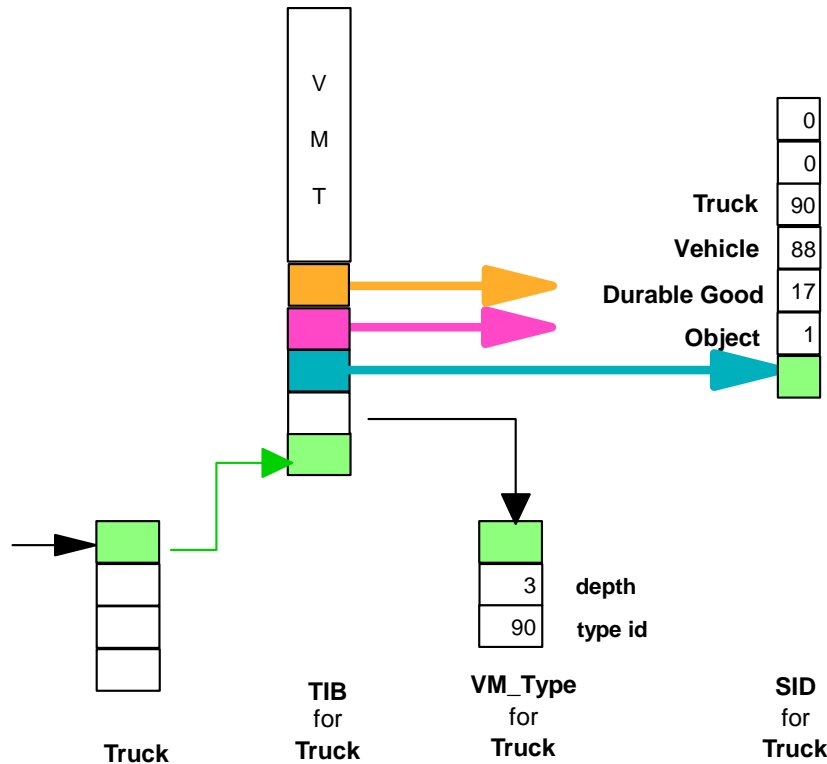 V
M
T
0
0
Truck 90
Vehicle 88
Durable Good 17
Object 1
3 depth
90 type id
Truck
TIB
for
Truck
VM_Type
for
Truck
SID
for
Truck